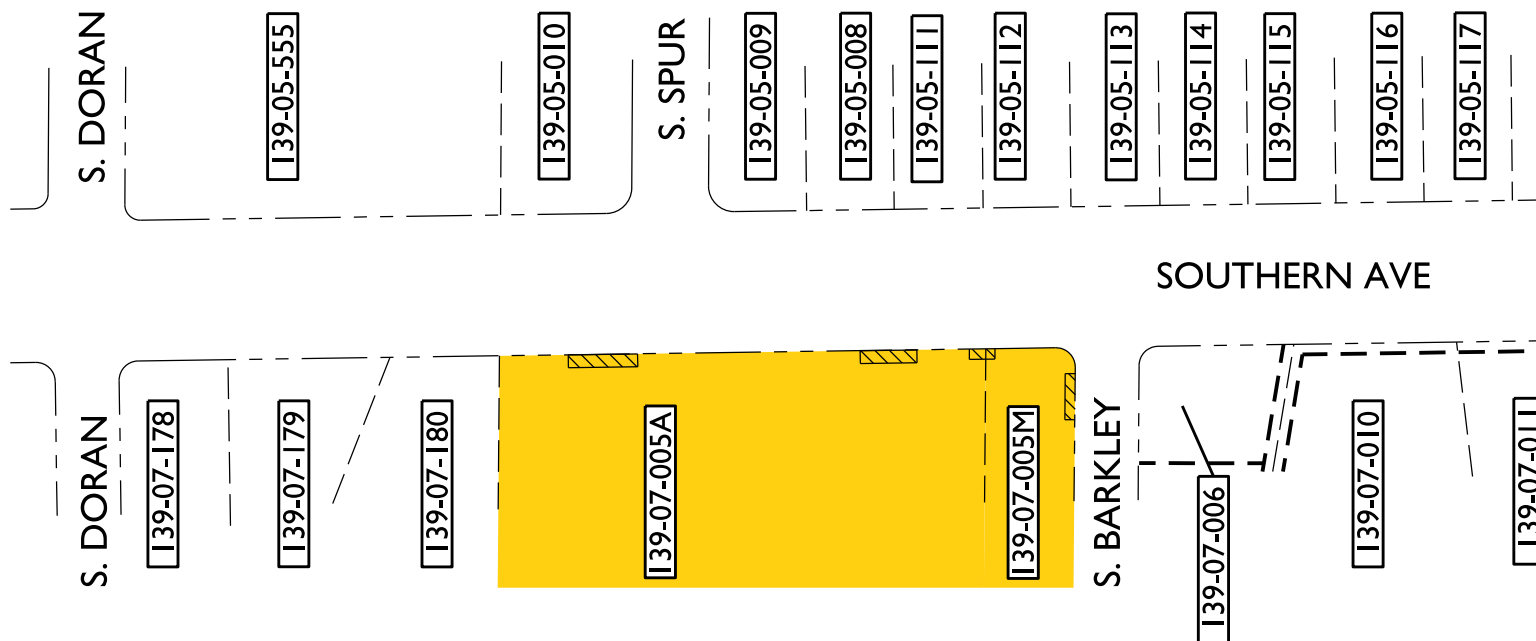 S. DORAN
139-05-555
139-05-010
S. SPUR
139-05-009
139-05-008
139-05-111
139-05-112
139-05-113
139-05-114
139-05-115
139-05-116
139-05-117
SOUTHERN AVE
S. DORAN
139-07-178
139-07-179
139-07-180
139-07-005A
139-07-005M
S. BARKLEY
139-07-006
139-07-010
139-07-011